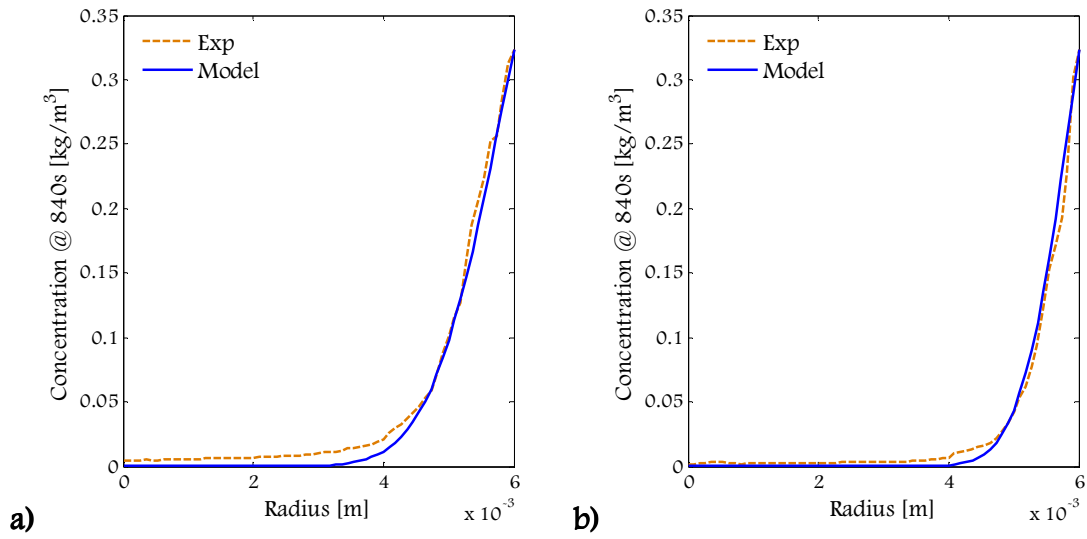 0.35
0.3
0.25
0.2
0.15
0.1
0.05
0
Concentration @ 840s [kg/m³]
Exp
Model
0 2 4 6
Radius [m]
x 10⁻³
a)
0.35
0.3
0.25
0.2
0.15
0.1
0.05
0
Concentration @ 840s [kg/m³]
Exp
Model
0 2 4 6
Radius [m]
x 10⁻³
b)